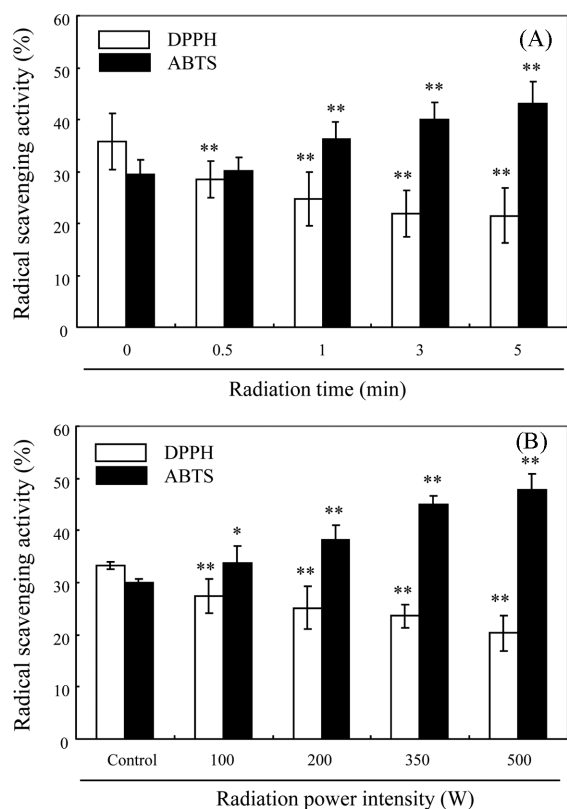 (A)
DPPH
ABTS
Radical scavenging activity (%)
60
50
40
30
20
10
0
**
**
**
**
**
**
**
0 0.5 1 3 5
Radiation time (min)
(B)
DPPH
ABTS
Radical scavenging activity (%)
60
50
40
30
20
10
0
**
*
**
**
**
**
**
**
Control 100 200 350 500
Radiation power intensity (W)